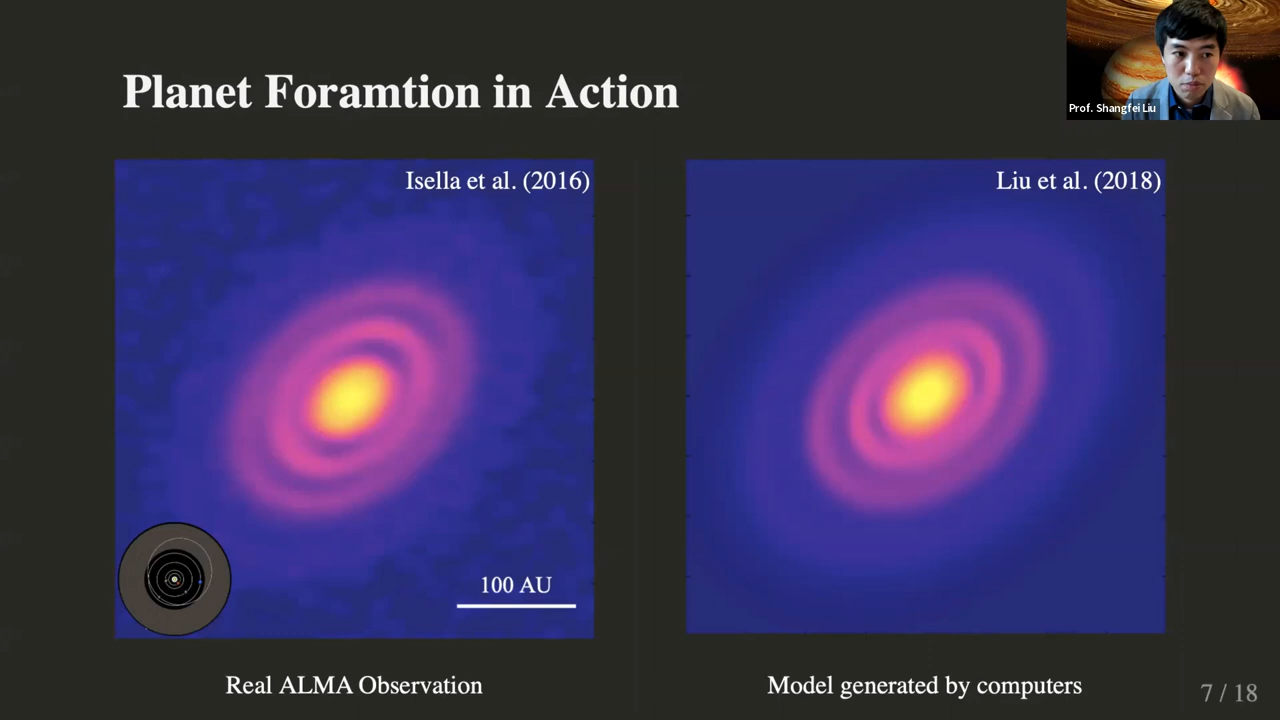 Prof. Shangfei Liu
Planet Foramtion in Action
Isella et al. (2016)
Liu et al. (2018)
100 AU
Real ALMA Observation
Model generated by computers
7 / 18